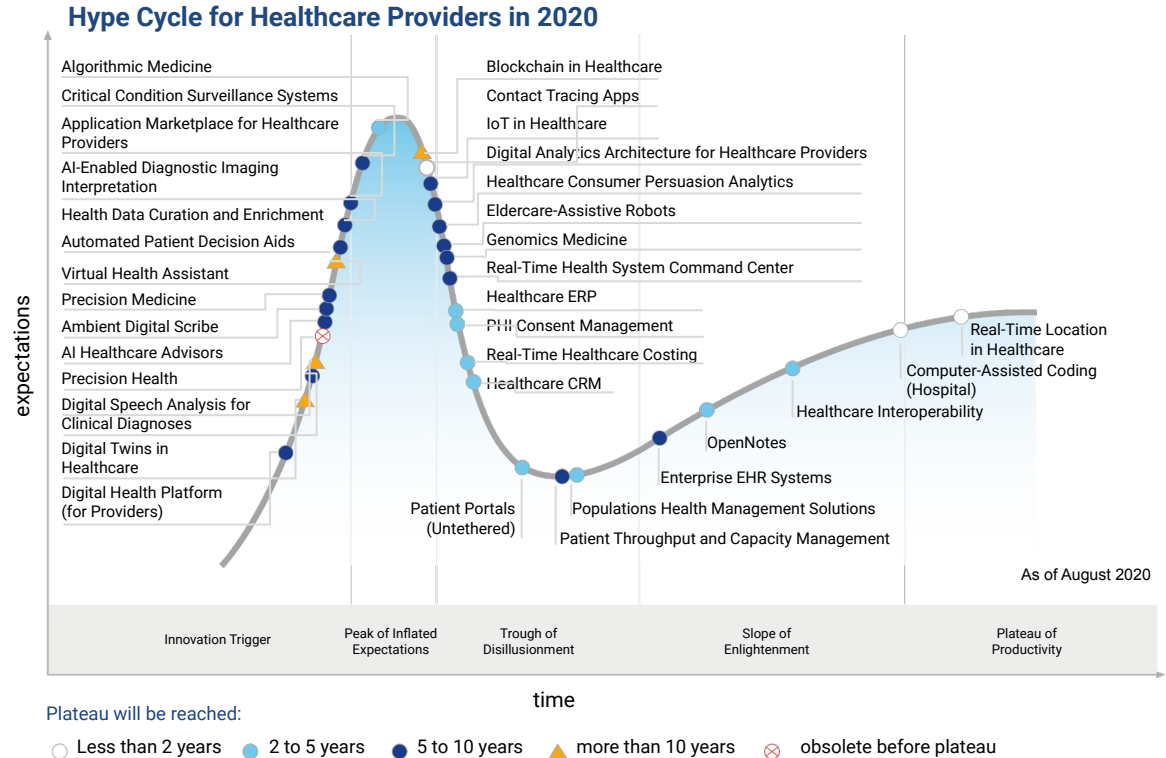 Hype Cycle for Healthcare Providers in 2020
Algorithmic Medicine
Critical Condition Surveillance Systems
Application Marketplace for Healthcare
Providers
AI-Enabled Diagnostic Imaging
Interpretation
Health Data Curation and Enrichment
Automated Patient Decision Aids
Virtual Health Assistant
Precision Medicine
Ambient Digital Scribe
AI Healthcare Advisors
Precision Health
Digital Speech Analysis for
Clinical Diagnoses
Digital Twins in
Healthcare
Digital Health Platform
(for Providers)
Blockchain in Healthcare
Contact Tracing Apps
IoT in Healthcare
Digital Analytics Architecture for Healthcare Providers
Healthcare Consumer Persuasion Analytics
Eldercare-Assistive Robots
Genomics Medicine
Real-Time Health System Command Center
Healthcare ERP
PHI Consent Management
Real-Time Healthcare Costing
Healthcare CRM
Patient Portals
(Untethered)
Patient Throughput and Capacity Management
Populations Health Management Solutions
Enterprise EHR Systems
OpenNotes
Healthcare Interoperability
Computer-Assisted Coding
(Hospital)
Real-Time Location
in Healthcare
As of August 2020
expectations
Innovation Trigger
Peak of Inflated
Expectations
Trough of
Disillusionment
Slope of
Enlightenment
Plateau of
Productivity
time
Plateau will be reached:
Less than 2 years
2 to 5 years
5 to 10 years
more than 10 years
obsolete before plateau